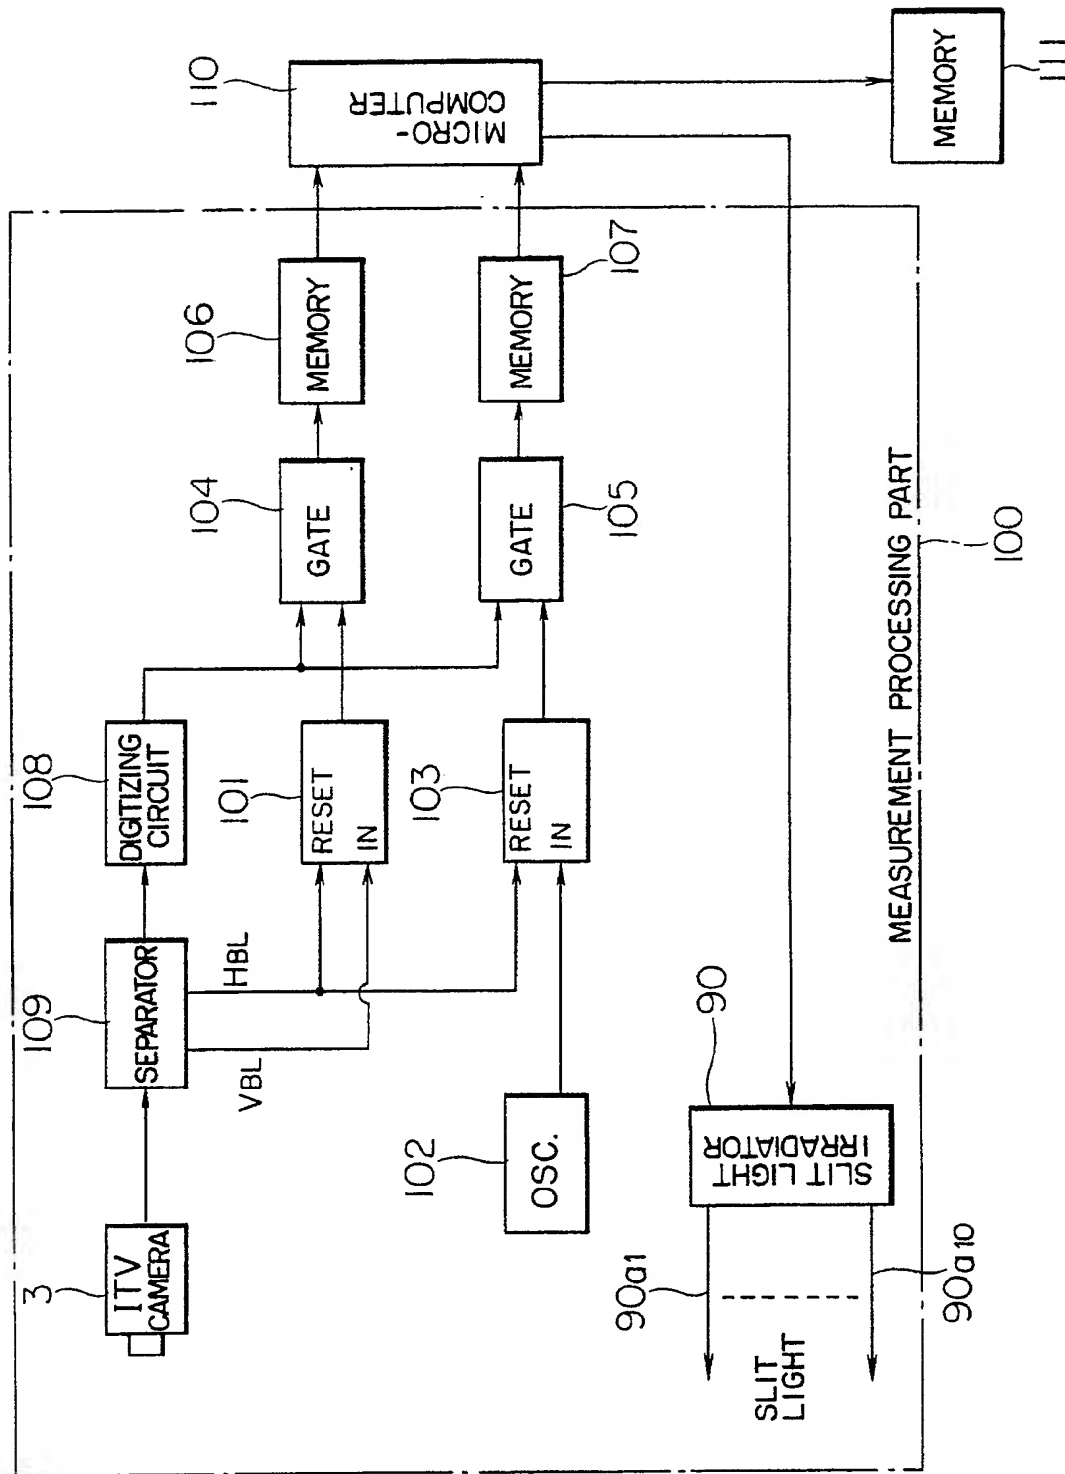 3
ITV
CAMERA
109
SEPARATOR
VBL
HBL
108
DIGITIZING
CIRCUIT
101
RESET
IN
102
OSC.
103
RESET
IN
104
GATE
105
GATE
106
MEMORY
107
MEMORY
110
MICRO-
COMPUTER
MEMORY
111
90
SLIT LIGHT
IRRADIATOR
90a1
90a10
SLIT
LIGHT
MEASUREMENT PROCESSING PART
100